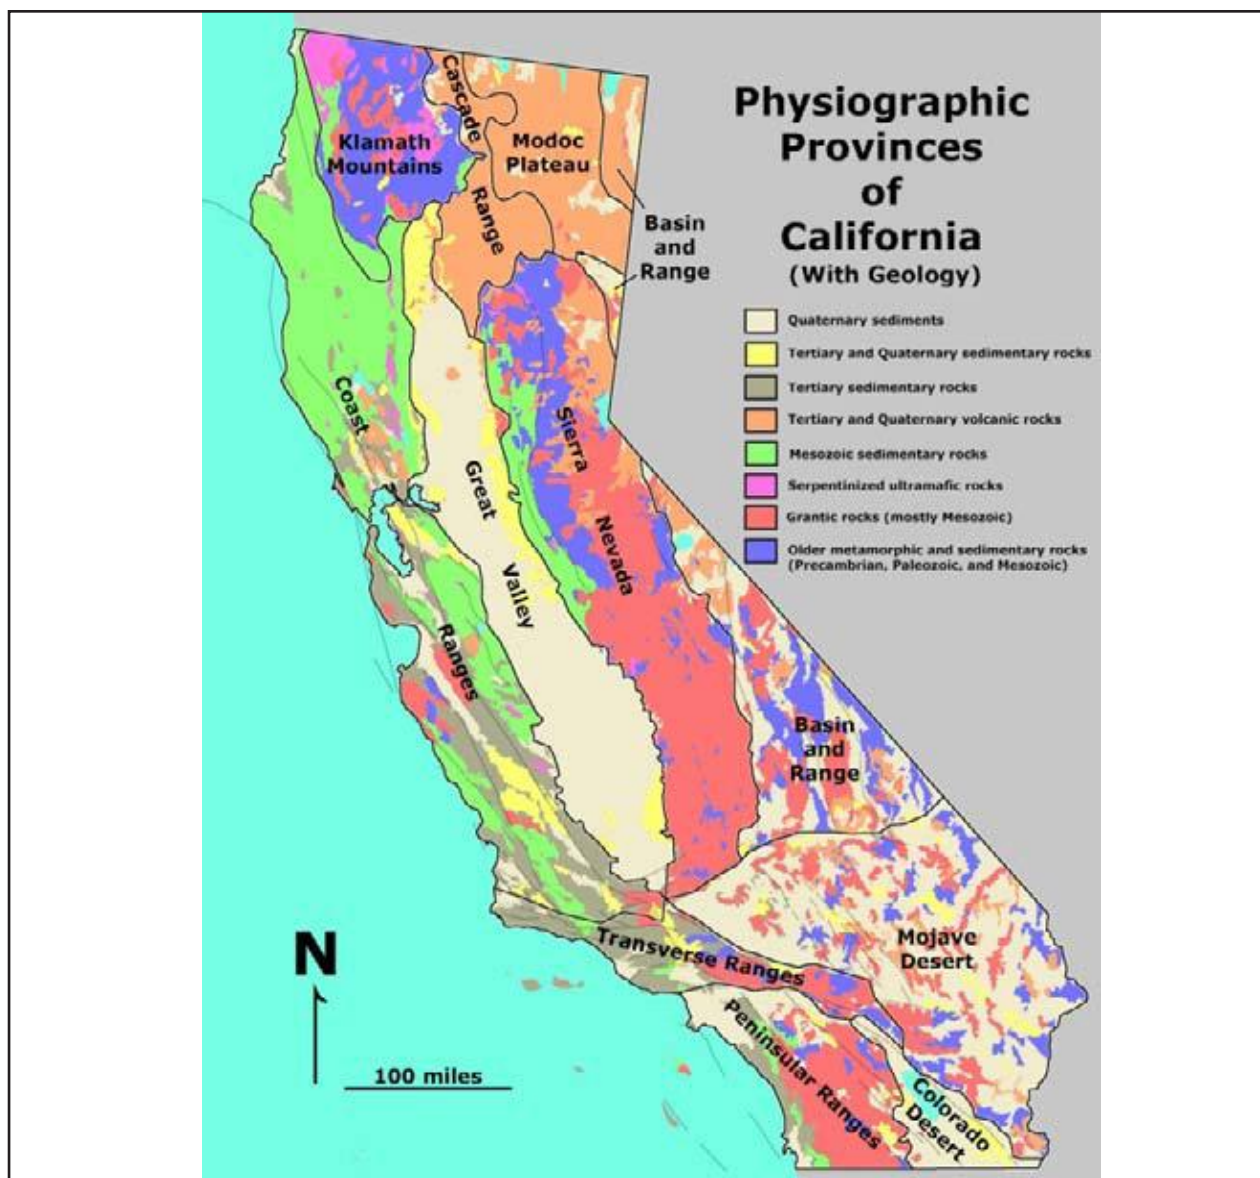 Physiographic
Provinces
of
California
(With Geology)
Quaternary sediments
Tertiary and Quaternary sedimentary rocks
Tertiary sedimentary rocks
Tertiary and Quaternary volcanic rocks
Mesozoic sedimentary rocks
Serpentinized ultramafic rocks
Grantic rocks (mostly Mesozoic)
Older metamorphic and sedimentary rocks
(Precambrian, Paleozoic, and Mesozoic)
Klamath
Mountains
Cascade
Range
Modoc
Plateau
Basin
and
Range
Coast
Ranges
Great
Valley
Sierra
Nevada
Basin
and
Range
Mojave
Desert
Transverse Ranges
Peninsular Ranges
Colorado
Desert
N
100 miles